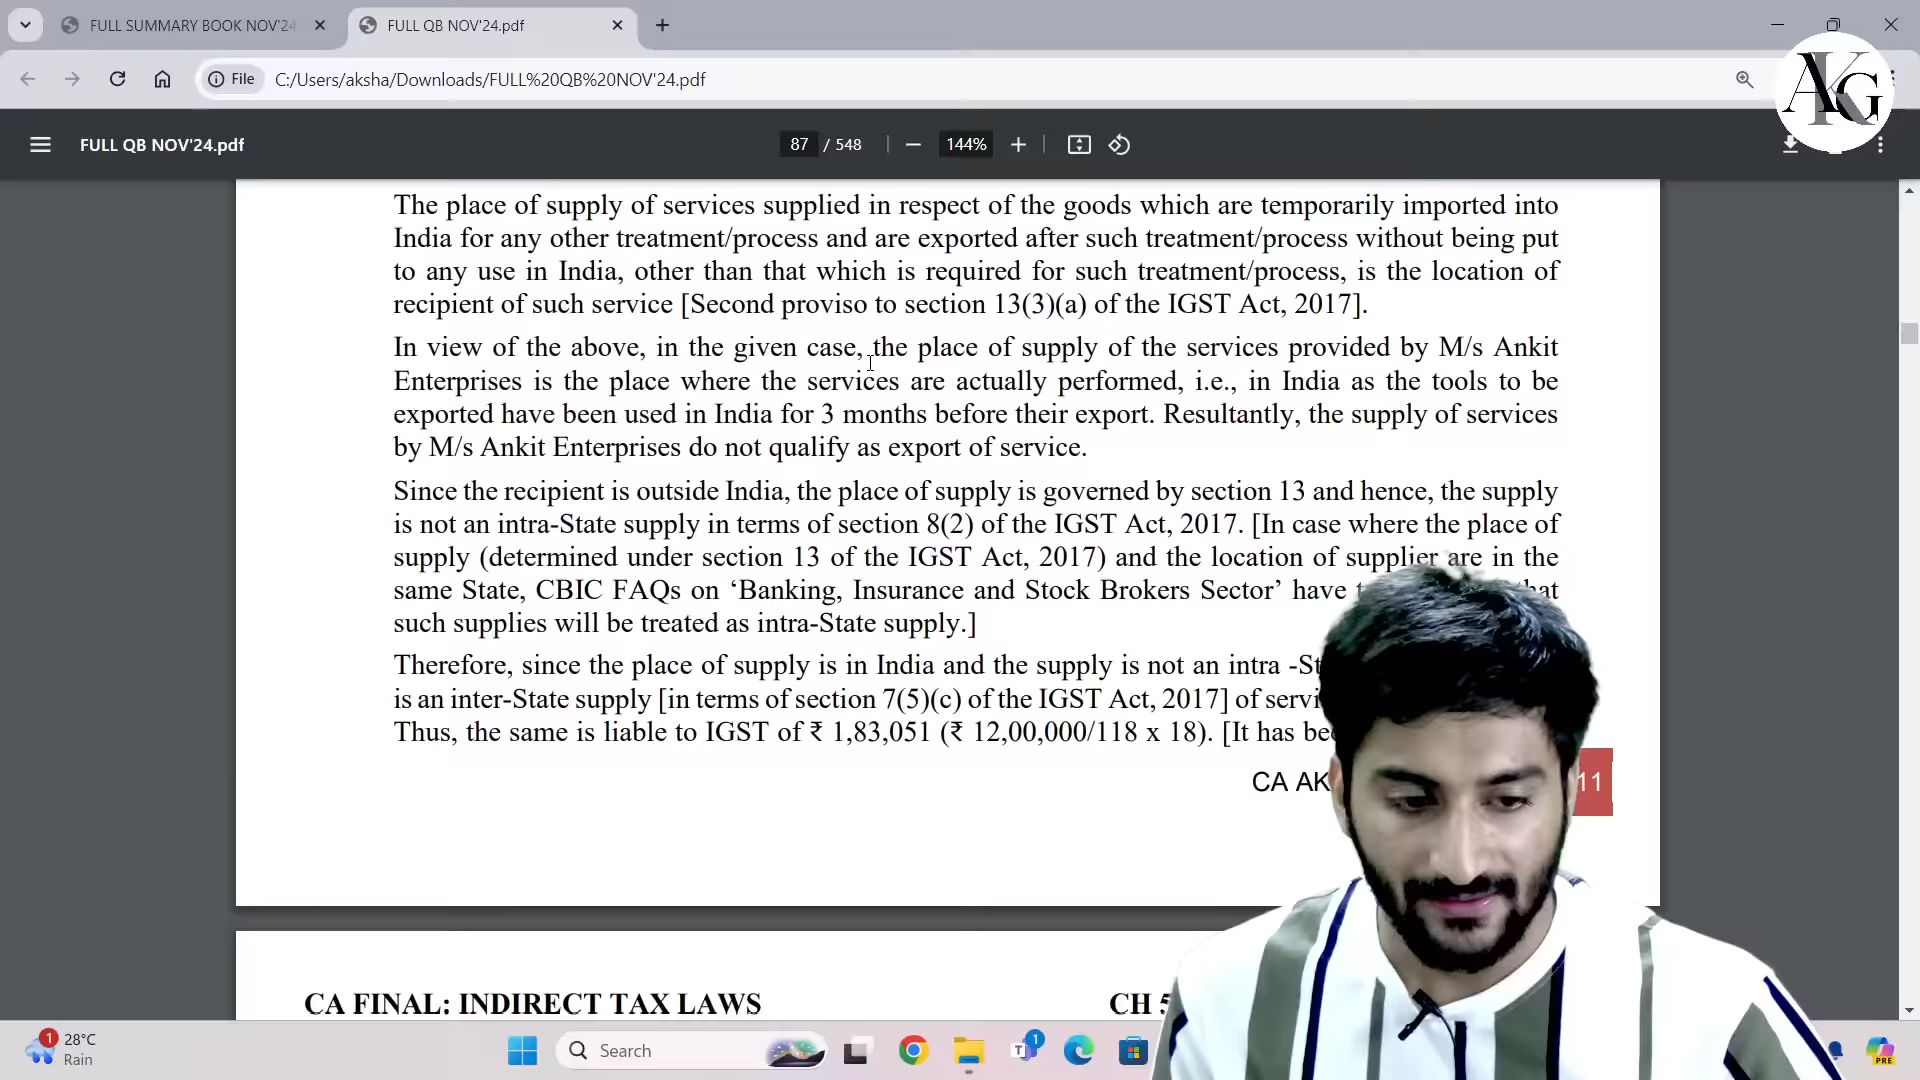 FULL SUMMARY BOOK NOV'24
FULL QB NOV'24.pdf
File
C:/Users/aksha/Downloads/FULL%20QB%20NOV'24.pdf
AKG
FULL QB NOV'24.pdf
87 / 548
144%
The place of supply of services supplied in respect of the goods which are temporarily imported into
India for any other treatment/process and are exported after such treatment/process without being put
to any use in India, other than that which is required for such treatment/process, is the location of
recipient of such service [Second proviso to section 13(3)(a) of the IGST Act, 2017].
In view of the above, in the given case, the place of supply of the services provided by M/s Ankit
Enterprises is the place where the services are actually performed, i.e., in India as the tools to be
exported have been used in India for 3 months before their export. Resultantly, the supply of services
by M/s Ankit Enterprises do not qualify as export of service.
Since the recipient is outside India, the place of supply is governed by section 13 and hence, the supply
is not an intra-State supply in terms of section 8(2) of the IGST Act, 2017. [In case where the place of
supply (determined under section 13 of the IGST Act, 2017) and the location of supplier are in the
same State, CBIC FAQs on ‘Banking, Insurance and Stock Brokers Sector’ have
such supplies will be treated as intra-State supply.]
Therefore, since the place of supply is in India and the supply is not an intra
is an inter-State supply [in terms of section 7(5)(c) of the IGST Act, 2017] of
Thus, the same is liable to IGST of ₹ 1,83,051 (₹ 12,00,000/118 x 18). [It has
CA
11
CA FINAL: INDIRECT TAX LAWS
CH 5
1
28°C
Rain
Search
1
PRE